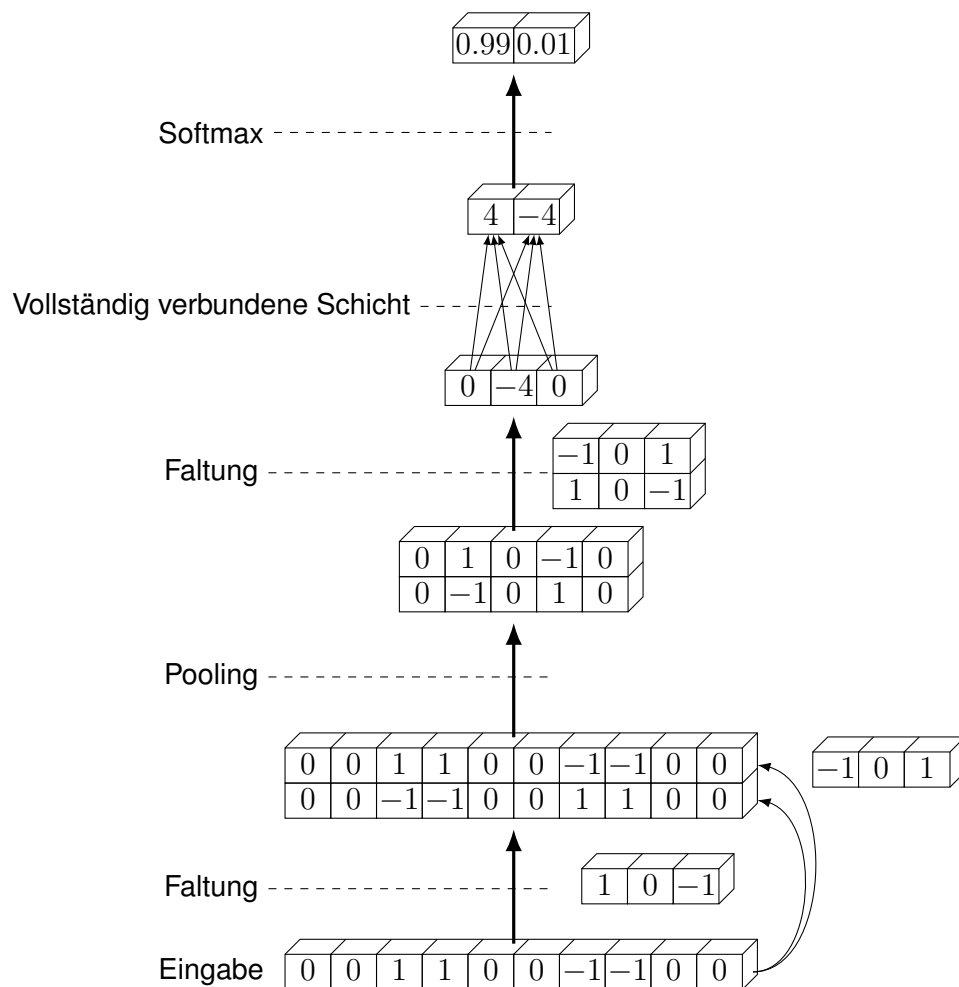 0.99 0.01
Softmax
4 −4
Vollständig verbundene Schicht
0 −4 0
−1 0 1
Faltung
1 0 −1
0 1 0 −1 0
0 −1 0 1 0
Pooling
0 0 1 1 0 0 −1 −1 0 0
−1 0 1
0 0 −1 −1 0 0 1 1 0 0
Faltung
1 0 −1
Eingabe
0 0 1 1 0 0 −1 −1 0 0